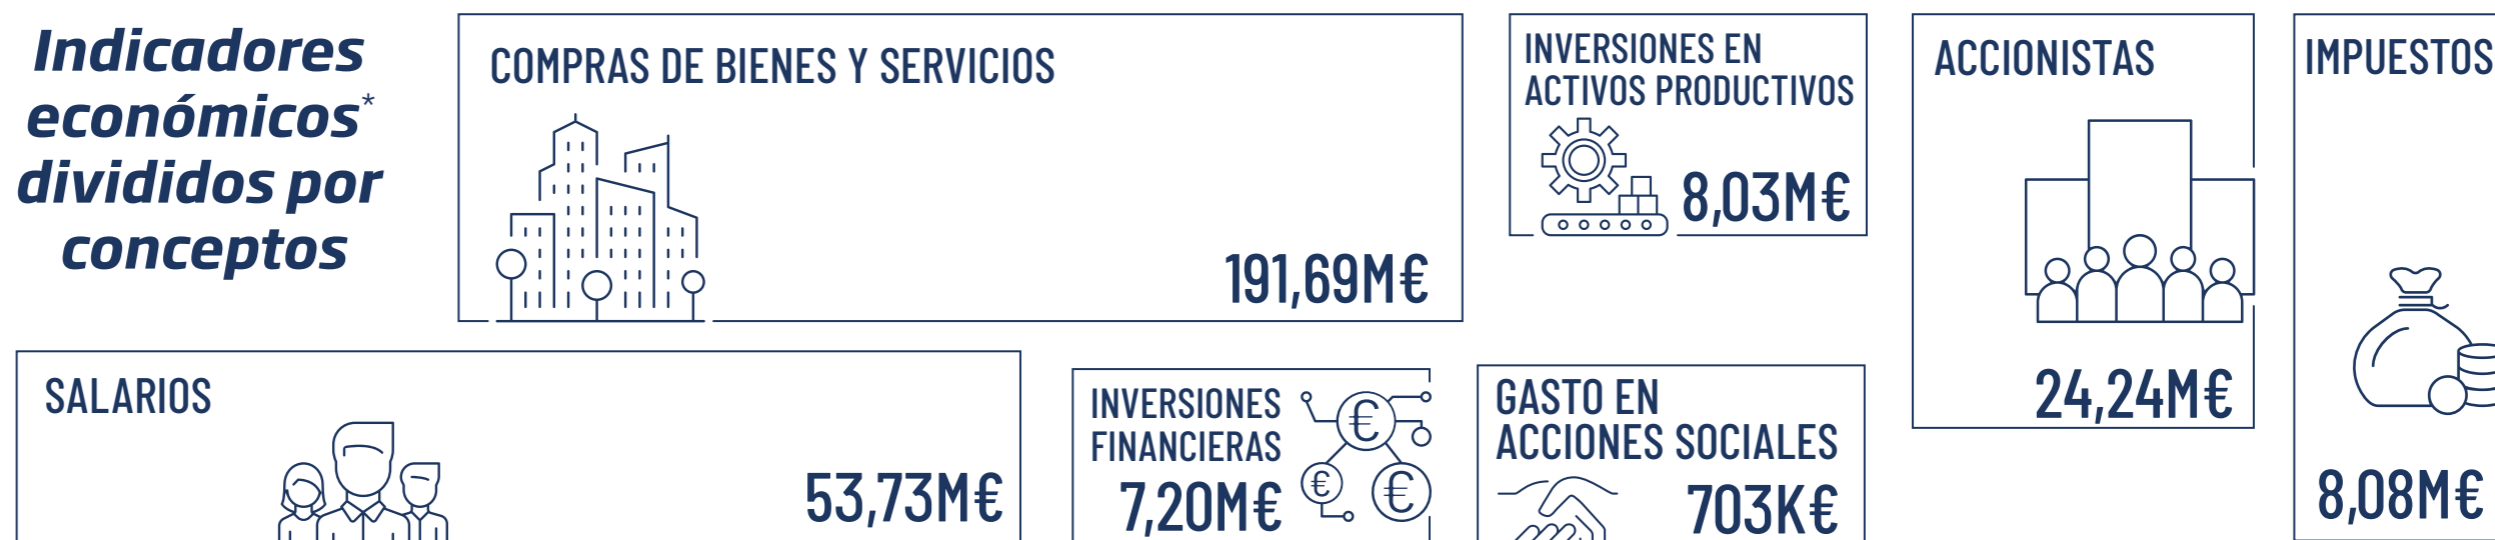 Indicadores
económicos*
divididos por
conceptos
COMPRAS DE BIENES Y SERVICIOS
191,69M€
INVERSIONES EN
ACTIVOS PRODUCTIVOS
8,03M€
ACCIONISTAS
24,24M€
IMPUESTOS
8,08M€
SALARIOS
53,73M€
INVERSIONES
FINANCIERAS
7,20M€
€
€
€
GASTO EN
ACCIONES SOCIALES
703K€